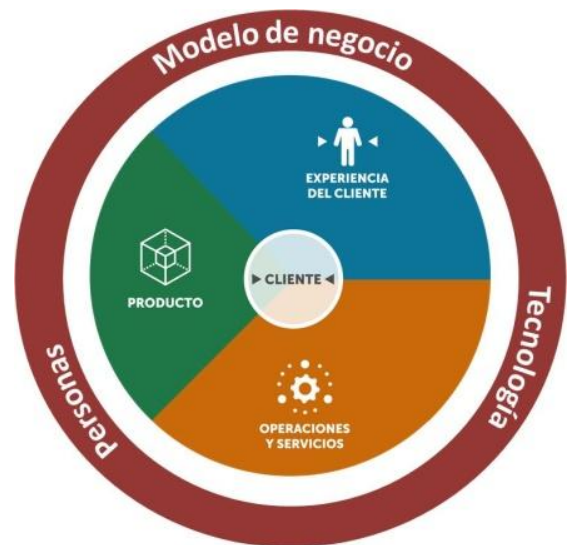 Modelo de negocio
EXPERIENCIA
DEL CLIENTE
CLIENTE
PRODUCTO
OPERACIONES
Y SERVICIOS
Personas
Tecnología